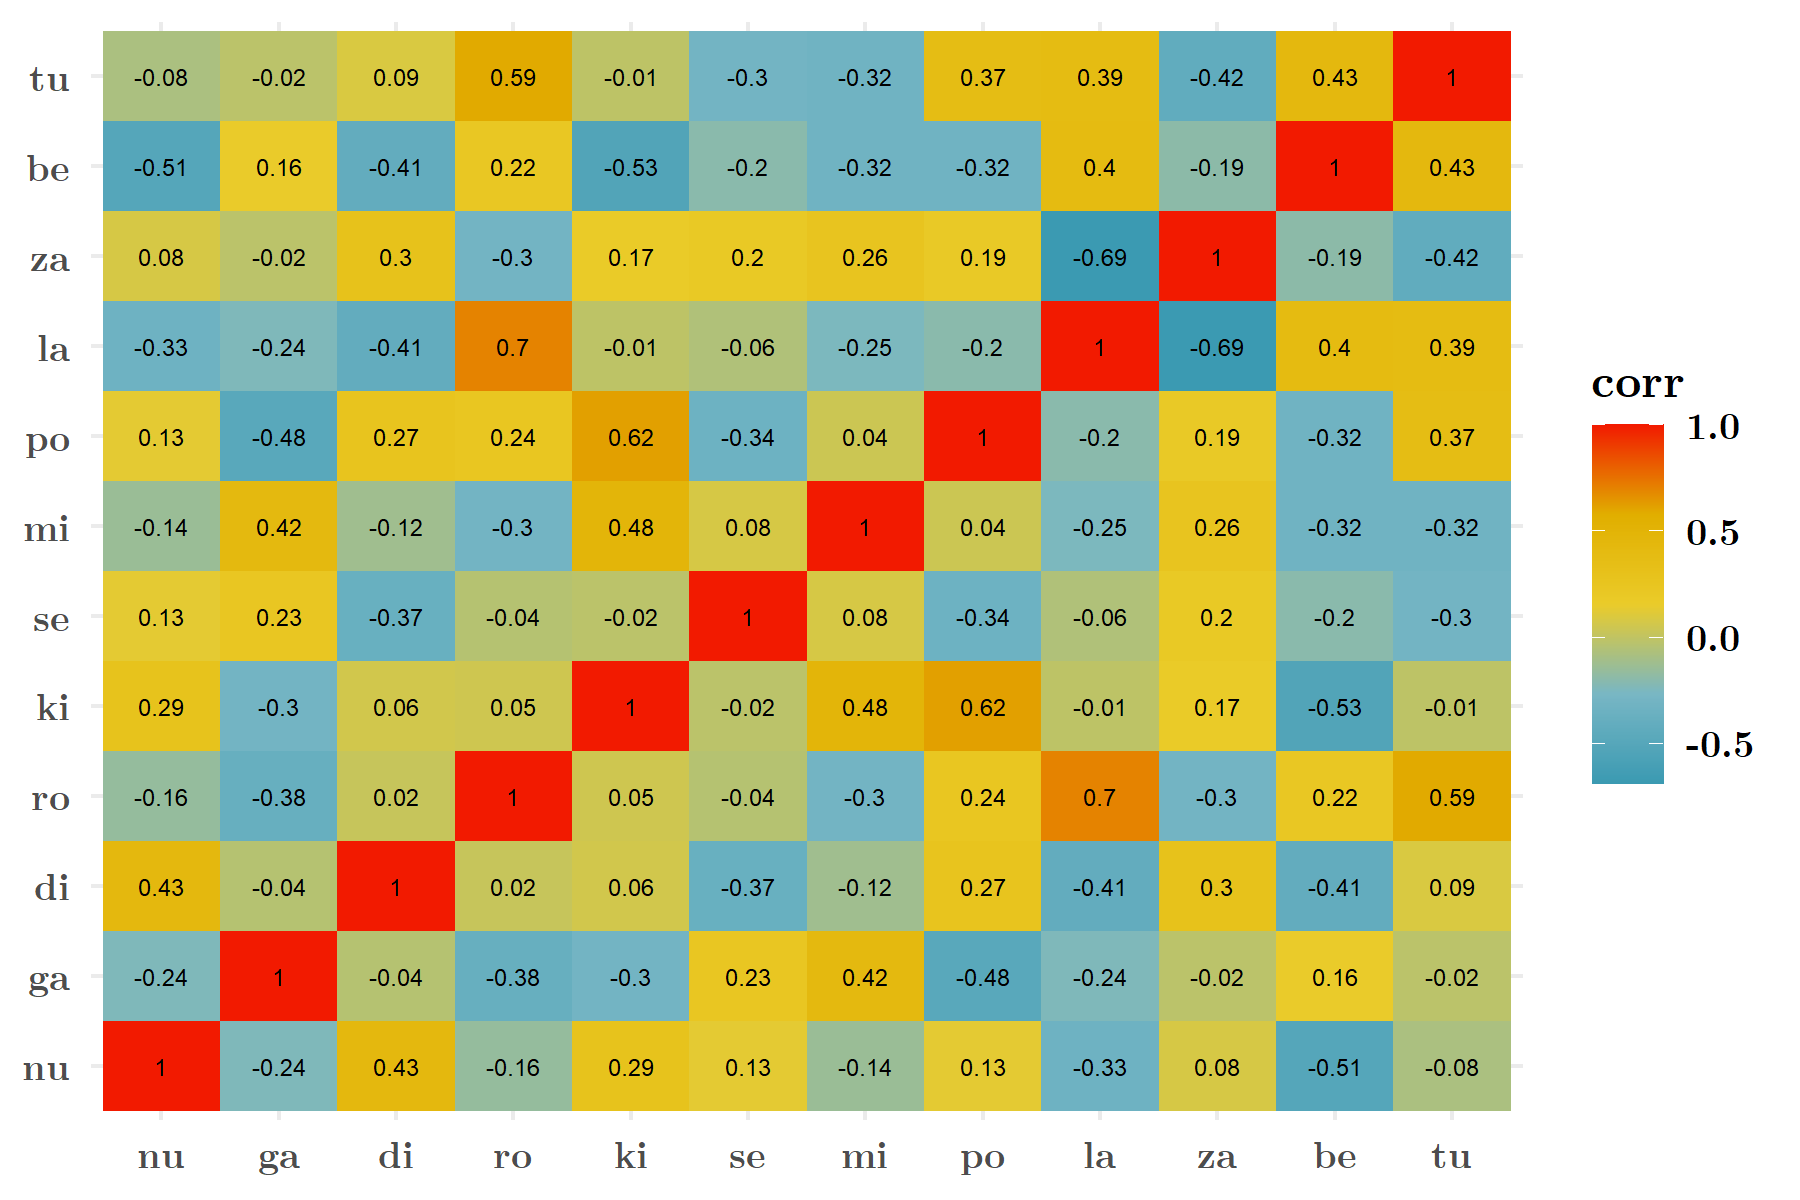 tu -0.08 -0.02 0.09 0.59 -0.01 -0.3 -0.32 0.37 0.39 -0.42 0.43 1
be -0.51 0.16 -0.41 0.22 -0.53 -0.2 -0.32 -0.32 0.4 -0.19 1 0.43
za 0.08 -0.02 0.3 -0.3 0.17 0.2 0.26 0.19 -0.69 1 -0.19 -0.42
la -0.33 -0.24 -0.41 0.7 -0.01 -0.06 -0.25 -0.2 1 -0.69 0.4 0.39
po 0.13 -0.48 0.27 0.24 0.62 -0.34 0.04 1 -0.2 0.19 -0.32 0.37
mi -0.14 0.42 -0.12 -0.3 0.48 0.08 1 0.04 -0.25 0.26 -0.32 -0.32
se 0.13 0.23 -0.37 -0.04 -0.02 1 0.08 -0.34 -0.06 0.2 -0.2 -0.3
ki 0.29 -0.3 0.06 0.05 1 -0.02 0.48 0.62 -0.01 0.17 -0.53 -0.01
ro -0.16 -0.38 0.02 1 0.05 -0.04 -0.3 0.24 0.7 -0.3 0.22 0.59
di 0.43 -0.04 1 0.02 0.06 -0.37 -0.12 0.27 -0.41 0.3 -0.41 0.09
ga -0.24 1 -0.04 -0.38 -0.3 0.23 0.42 -0.48 -0.24 -0.02 0.16 -0.02
nu 1 -0.24 0.43 -0.16 0.29 0.13 -0.14 0.13 -0.33 0.08 -0.51 -0.08
nu ga di ro ki se mi po la za be tu
corr
1.0
0.5
0.0
-0.5